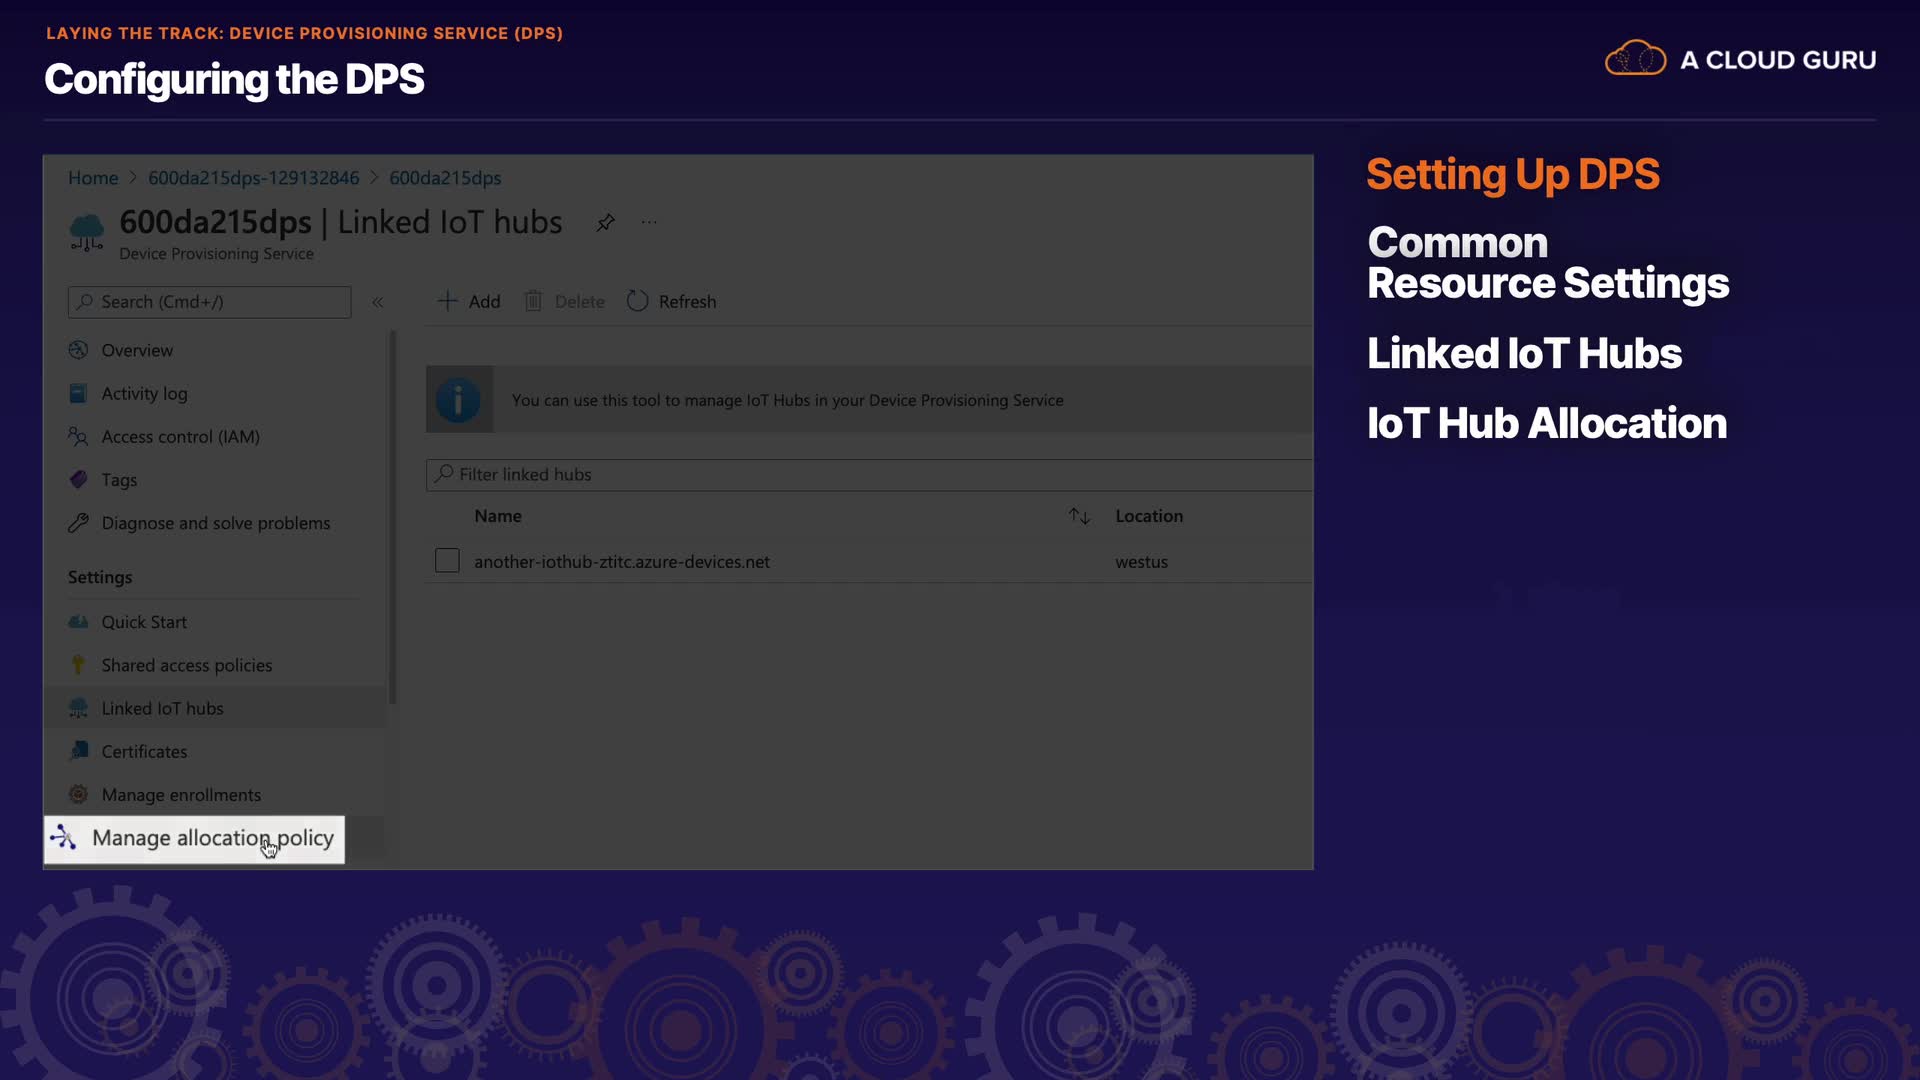 LAYING THE TRACK: DEVICE PROVISIONING SERVICE (DPS)
Configuring the DPS
A CLOUD GURU
Home > 600da215dps-129132846 > 600da215dps
600da215dps | Linked IoT hubs
Device Provisioning Service
Search (Cmd+/)
Add Delete Refresh
Overview
Activity log
Access control (IAM)
Tags
Diagnose and solve problems
Settings
Quick Start
Shared access policies
Linked IoT hubs
Certificates
Manage enrollments
Manage allocation policy
You can use this tool to manage IoT Hubs in your Device Provisioning Service
Filter linked hubs
Name Location
another-iothub-ztitc.azure-devices.net westus
Setting Up DPS
Common
Resource Settings
Linked IoT Hubs
IoT Hub Allocation